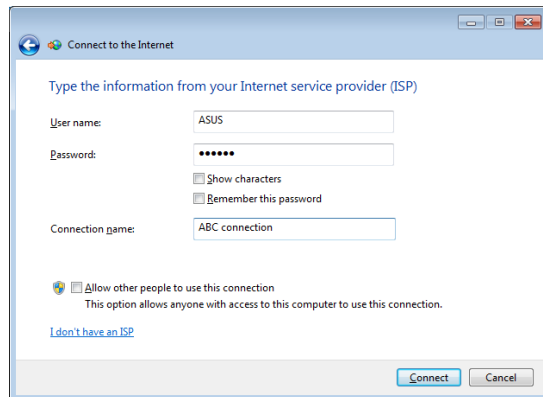 Connect to the Internet
Type the information from your Internet service provider (ISP)
User name: ASUS
Password: ••••••
Show characters
Remember this password
Connection name: ABC connection
Allow other people to use this connection
This option allows anyone with access to this computer to use this connection.
I don't have an ISP
Connect Cancel